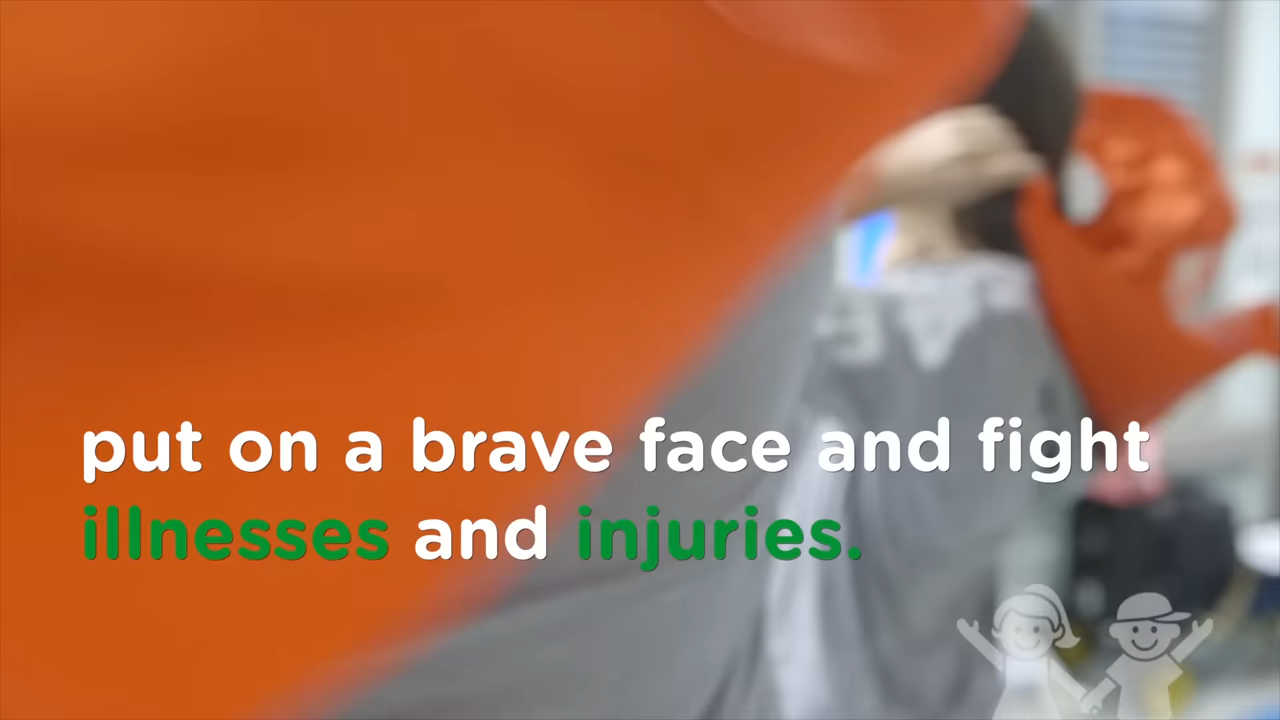 put on a brave face and fight
illnesses and injuries.